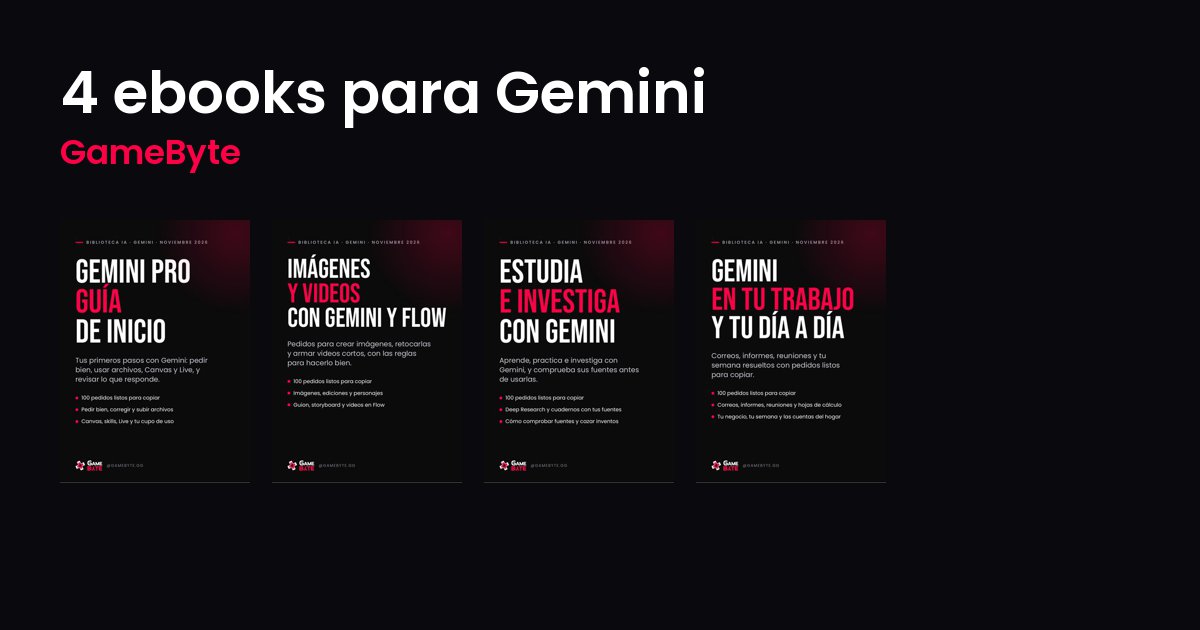 4 ebooks para Gemini
GameByte
BIBLIOTECA IA · GEMINI · NOVIEMBRE 2026
GEMINI PRO
GUÍA
DE INICIO
Tus primeros pasos con Gemini: pedir
bien, usar archivos, Canvas y Live, y
revisar lo que responde.
100 pedidos listos para copiar
Pedir bien, corregir y subir archivos
Canvas, skills, Live y tu cupo de uso
GAME
BYTE
@GAMEBYTE.GG
BIBLIOTECA IA · GEMINI · NOVIEMBRE 2026
IMÁGENES
Y VIDEOS
CON GEMINI Y FLOW
Pedidos para crear imágenes, retocarlas
y armar videos cortos, con las reglas
para hacerlo bien.
100 pedidos listos para copiar
Imágenes, ediciones y personajes
Guion, storyboard y videos en Flow
GAME
BYTE
@GAMEBYTE.GG
BIBLIOTECA IA · GEMINI · NOVIEMBRE 2026
ESTUDIA
E INVESTIGA
CON GEMINI
Aprende, practica e investiga con
Gemini, y comprueba sus fuentes antes
de usarlas.
100 pedidos listos para copiar
Deep Research y cuadernos con tus fuentes
Cómo comprobar fuentes y cazar inventos
GAME
BYTE
@GAMEBYTE.GG
BIBLIOTECA IA · GEMINI · NOVIEMBRE 2026
GEMINI
EN TU TRABAJO
Y TU DÍA A DÍA
Correos, informes, reuniones y tu
semana resueltos con pedidos listos
para copiar.
100 pedidos listos para copiar
Correos, informes, reuniones y hojas de cálculo
Tu negocio, tu semana y las cuentas del hogar
GAME
BYTE
@GAMEBYTE.GG